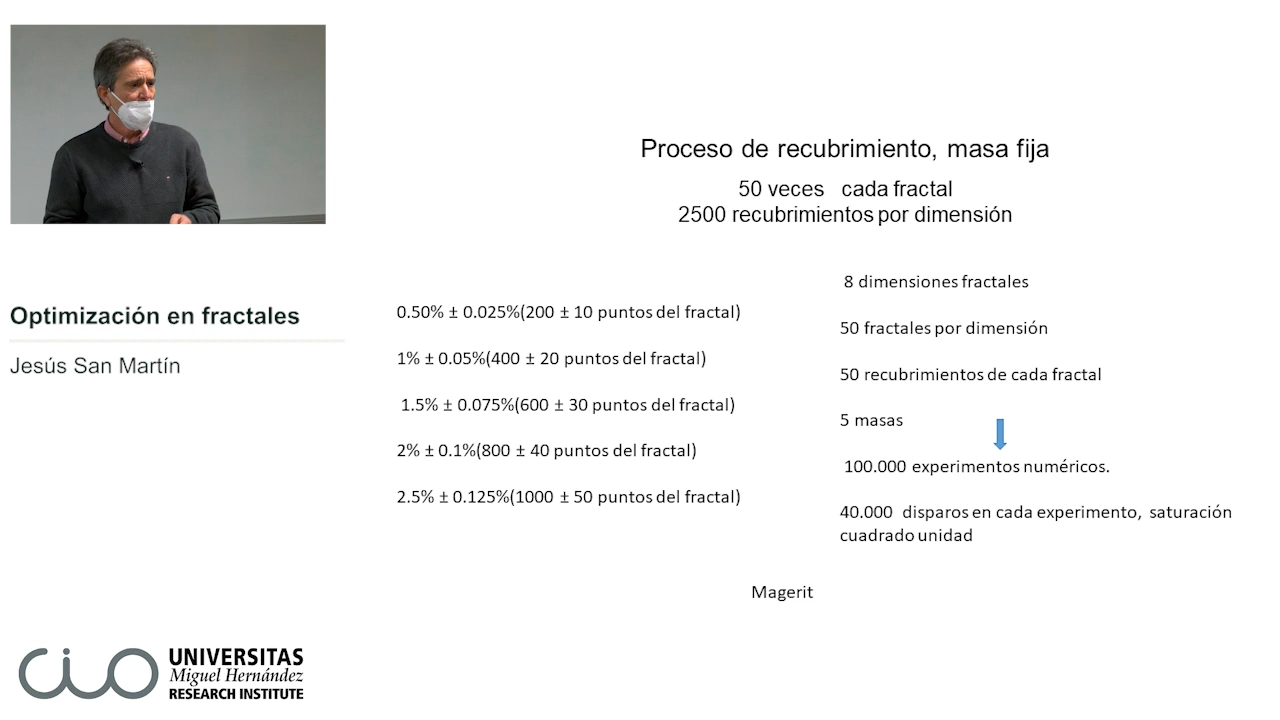 Proceso de recubrimiento, masa fija
50 veces cada fractal
2500 recubrimientos por dimensión
Optimización en fractales
Jesús San Martín
0.50% ± 0.025%(200 ± 10 puntos del fractal)
1% ± 0.05%(400 ± 20 puntos del fractal)
1.5% ± 0.075%(600 ± 30 puntos del fractal)
2% ± 0.1%(800 ± 40 puntos del fractal)
2.5% ± 0.125%(1000 ± 50 puntos del fractal)
8 dimensiones fractales
50 fractales por dimensión
50 recubrimientos de cada fractal
5 masas
100.000 experimentos numéricos.
40.000 disparos en cada experimento, saturación
cuadrado unidad
Magerit
cio
UNIVERSITAS
Miguel Hernández
RESEARCH INSTITUTE